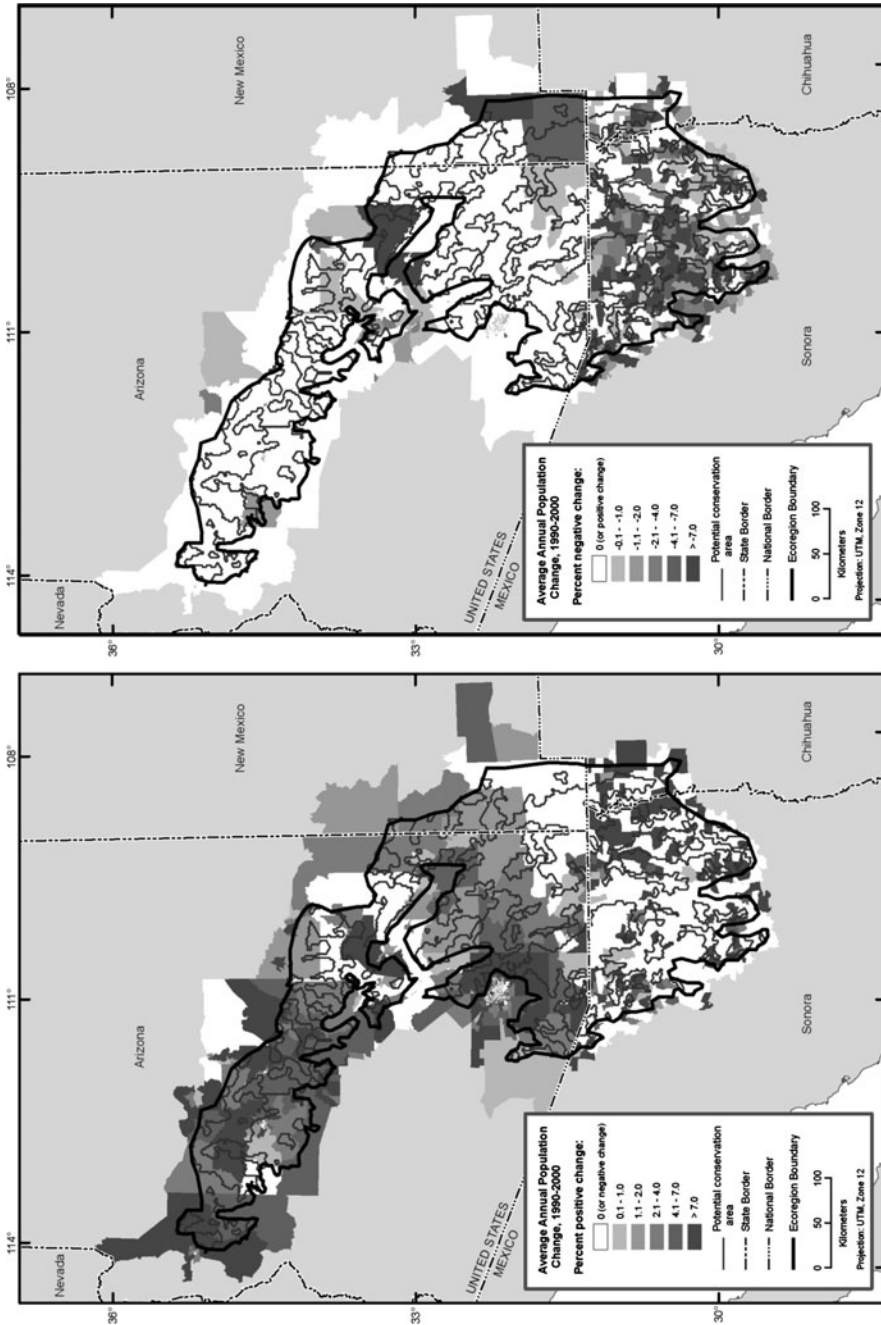 114°
111°
108°
Nevada
Arizona
New Mexico
36°
33°
30°
UNITED STATES
MEXICO
Sonora
Chihuahua
Average Annual Population
Change, 1990-2000
Percent positive change:
0 (or negative change)
0.1 - 1.0
1.1 - 2.0
2.1 - 4.0
4.1 - 7.0
> 7.0
Potential conservation
area
State Border
National Border
Ecoregion Boundary
0 50 100
Kilometers
Projection: UTM, Zone 12
114°
111°
108°
Nevada
Arizona
New Mexico
36°
33°
30°
UNITED STATES
MEXICO
Sonora
Chihuahua
Average Annual Population
Change, 1990-2000
Percent negative change:
0 (or positive change)
-0.1 - -1.0
-1.1 - -2.0
-2.1 - -4.0
-4.1 - -7.0
> -7.0
Potential conservation
area
State Border
National Border
Ecoregion Boundary
0 50 100
Kilometers
Projection: UTM, Zone 12